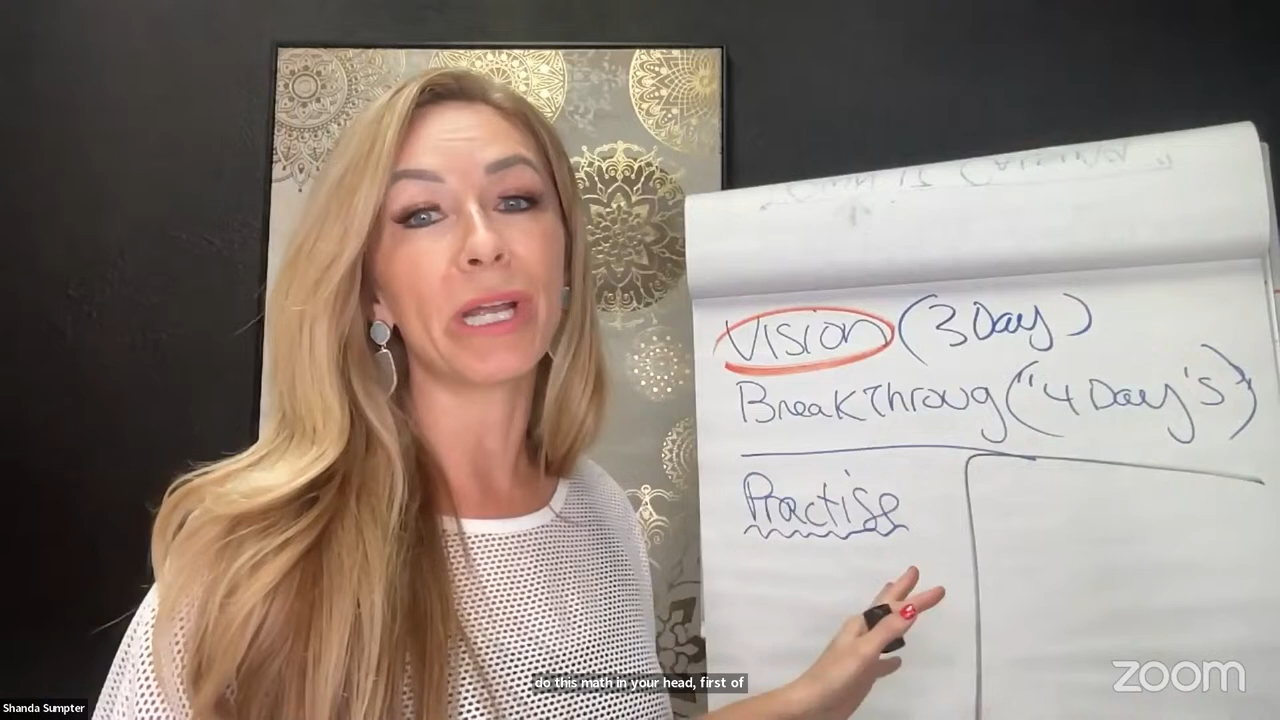 Vision (3 Day)
BreakThroug ("4 Day's)
Practise
do this math in your head, first of
Shanda Sumpter
zoom